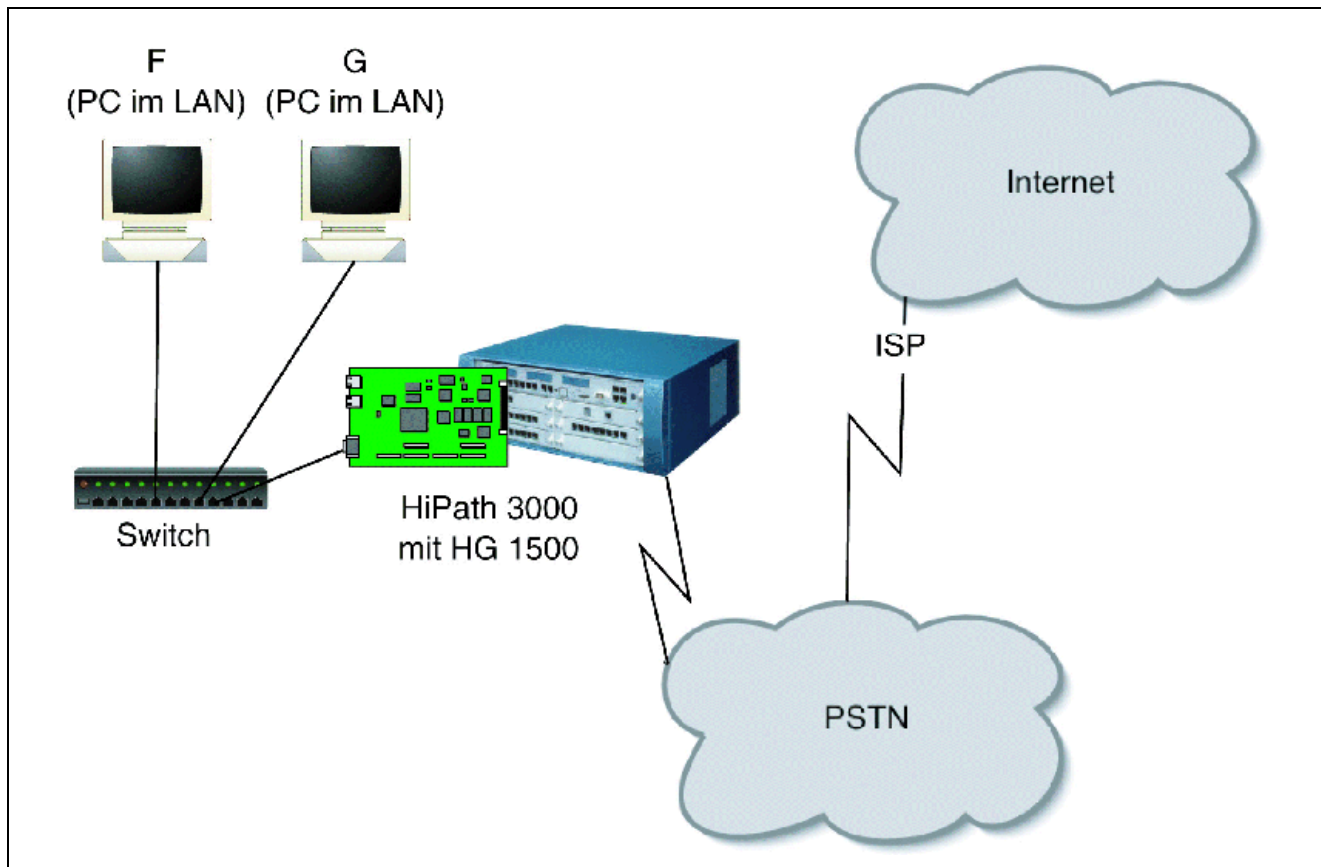 F
(PC im LAN)
G
(PC im LAN)
Internet
ISP
Switch
HiPath 3000
mit HG 1500
PSTN